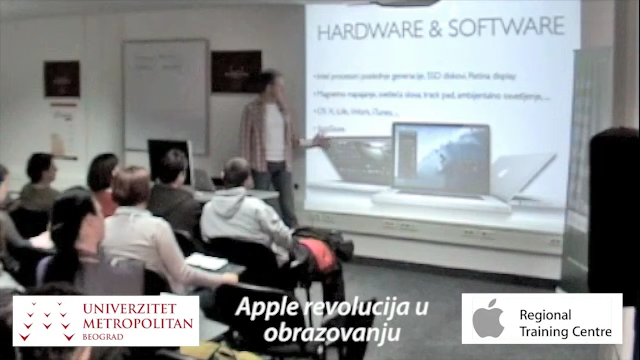 HARDWARE & SOFTWARE
Intel procesori poslednje generacije, SSD diskovi, Retina display
Magnetno napajanje, svetleća slova, track pad, ambijentalno osvetljenje,...
OS X, iLife, iWork, iTunes,...
UNIVERZITET
METROPOLITAN
BEOGRAD
Apple revolucija u
obrazovanju
Regional
Training Centre